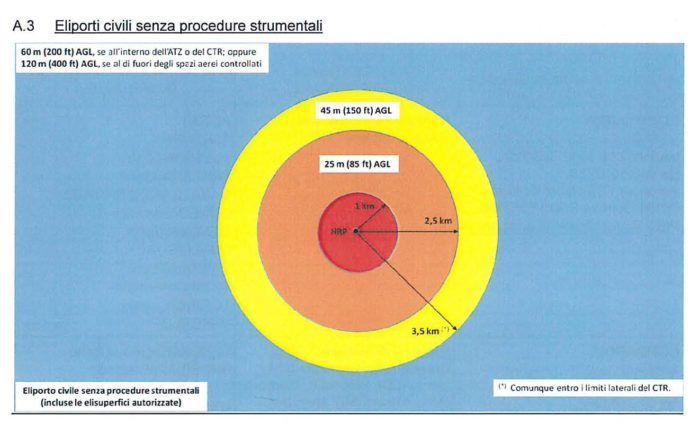 A.3 Eliporti civili senza procedure strumentali
60 m (200 ft) AGL, se all'interno dell'ATZ o del CTR; oppure
120 m (400 ft) AGL, se al di fuori degli spazi aerei controllati
45 m (150 ft) AGL
25 m (85 ft) AGL
1 km
HRP
2,5 km
3,5 km (*)
Eliporto civile senza procedure strumentali
(incluse le elisuperfici autorizzate)
(*) Comunque entro i limiti laterali del CTR.